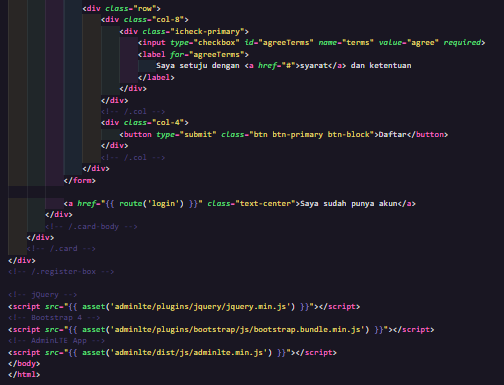 <div class="row">
<div class="col-8">
<div class="icheck-primary">
<input type="checkbox" id="agreeTerms" name="terms" value="agree" required>
<label for="agreeTerms">
Saya setuju dengan <a href="#">syarat</a> dan ketentuan
</label>
</div>
</div>
<!-- /.col -->
<div class="col-4">
<button type="submit" class="btn btn-primary btn-block">Daftar</button>
</div>
<!-- /.col -->
</div>
</form>
<a href="{{ route('login') }}" class="text-center">Saya sudah punya akun</a>
</div>
<!-- /.card-body -->
</div>
<!-- /.card -->
</div>
<!-- /.register-box -->
<!-- jQuery -->
<script src="{{ asset('adminlte/plugins/jquery/jquery.min.js') }}"></script>
<!-- Bootstrap 4 -->
<script src="{{ asset('adminlte/plugins/bootstrap/js/bootstrap.bundle.min.js') }}"></script>
<!-- AdminLTE App -->
<script src="{{ asset('adminlte/dist/js/adminlte.min.js') }}"></script>
</body>
</html>